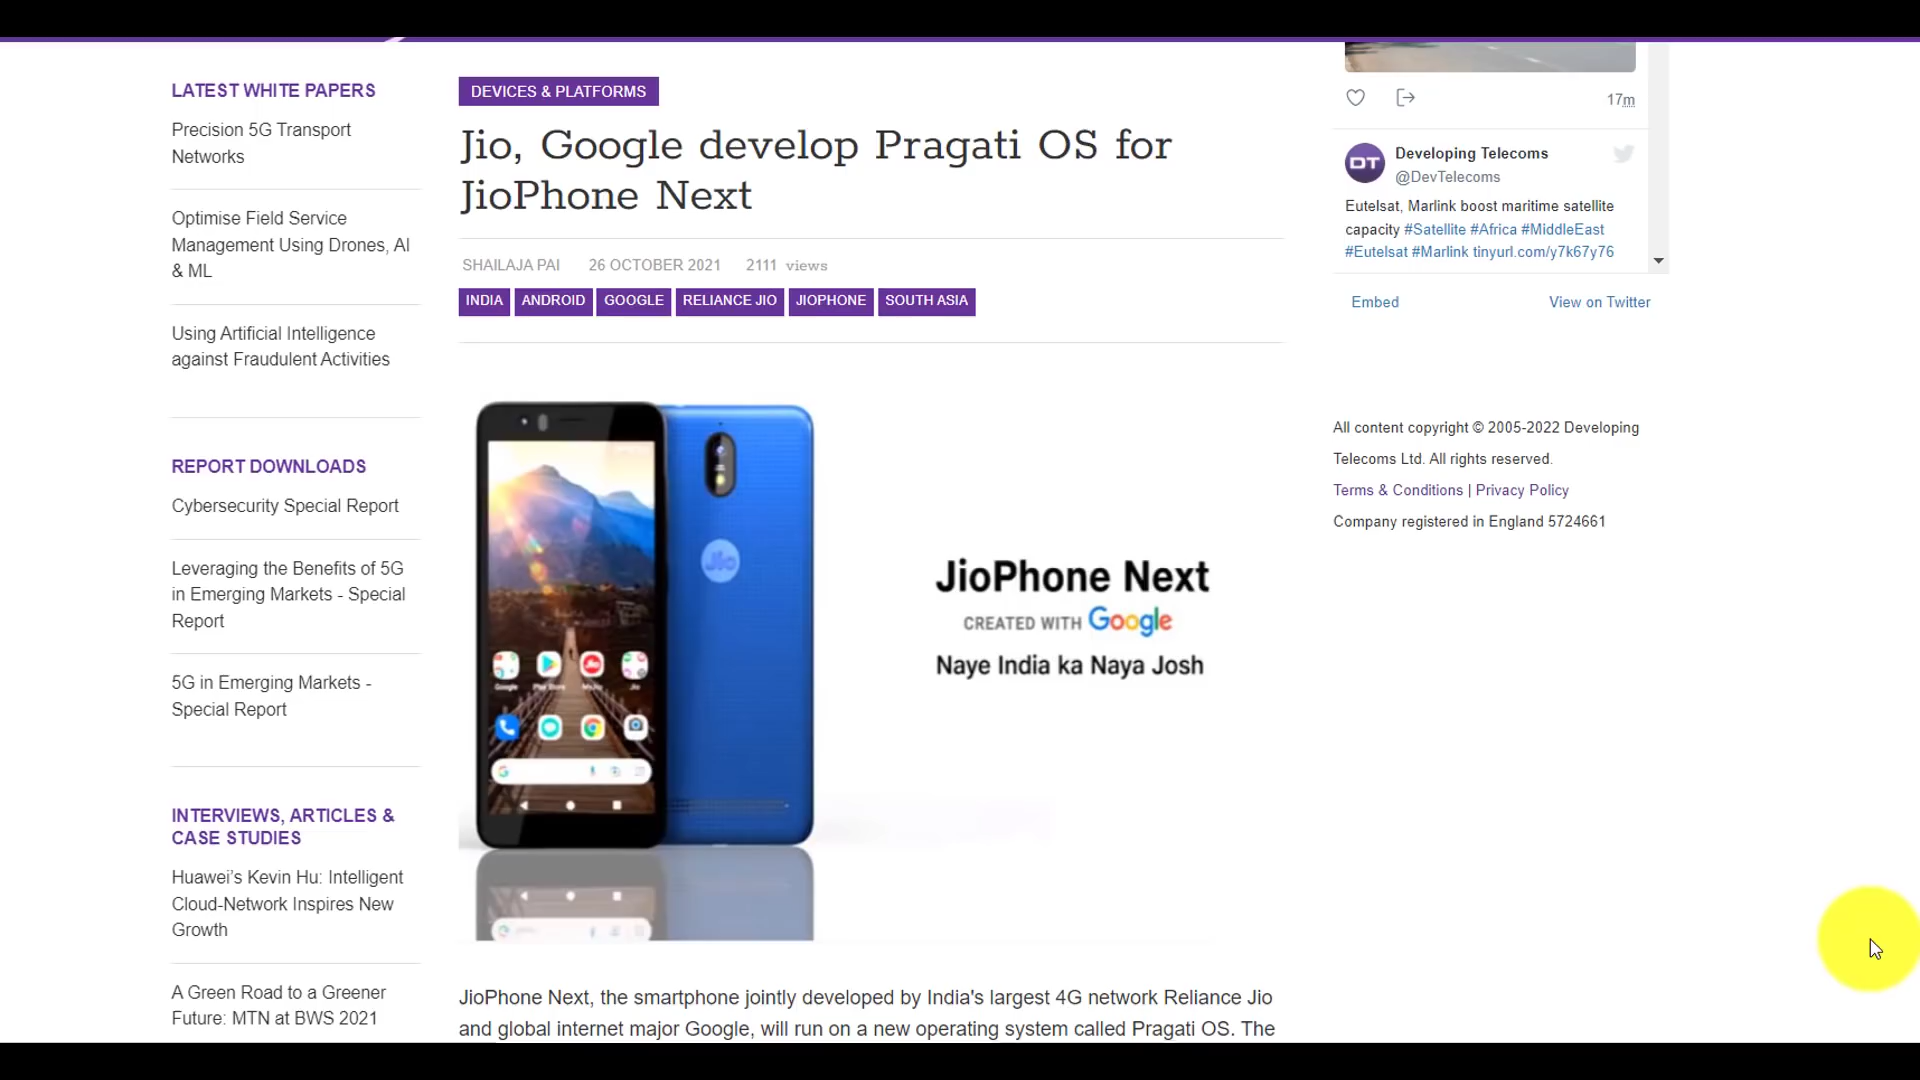 LATEST WHITE PAPERS
Precision 5G Transport
Networks
Optimise Field Service
Management Using Drones, AI
& ML
Using Artificial Intelligence
against Fraudulent Activities
REPORT DOWNLOADS
Cybersecurity Special Report
Leveraging the Benefits of 5G
in Emerging Markets - Special
Report
5G in Emerging Markets -
Special Report
INTERVIEWS, ARTICLES &
CASE STUDIES
Huawei’s Kevin Hu: Intelligent
Cloud-Network Inspires New
Growth
A Green Road to a Greener
Future: MTN at BWS 2021
DEVICES & PLATFORMS
Jio, Google develop Pragati OS for
JioPhone Next
SHAILAJA PAI 26 OCTOBER 2021 2111 views
INDIA ANDROID GOOGLE RELIANCE JIO JIOPHONE SOUTH ASIA
Jio
Google Play Store MyJio Jio
JioPhone Next
CREATED WITH Google
Naye India ka Naya Josh
JioPhone Next, the smartphone jointly developed by India's largest 4G network Reliance Jio
and global internet major Google, will run on a new operating system called Pragati OS. The
17m
DT
Developing Telecoms
@DevTelecoms
Eutelsat, Marlink boost maritime satellite
capacity #Satellite #Africa #MiddleEast
#Eutelsat #Marlink tinyurl.com/y7k67y76
Embed View on Twitter
All content copyright © 2005-2022 Developing
Telecoms Ltd. All rights reserved.
Terms & Conditions | Privacy Policy
Company registered in England 5724661